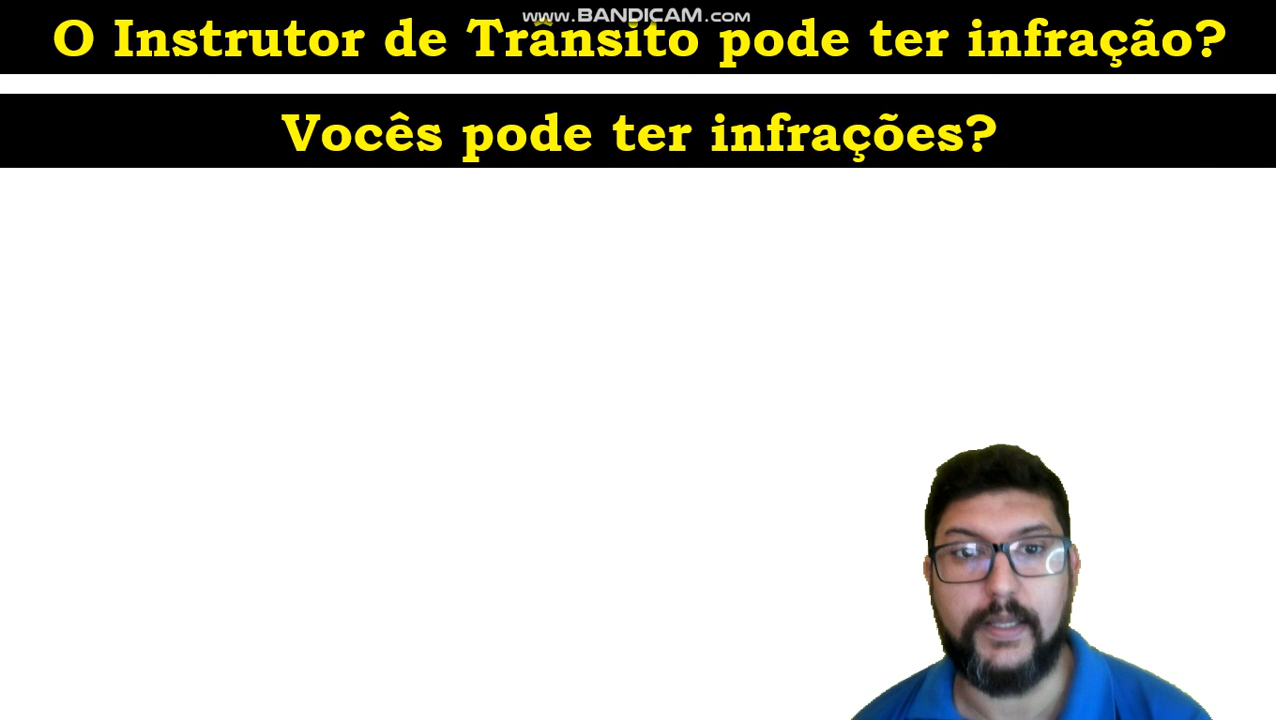 www.BANDICAM.com
O Instrutor de Trânsito pode ter infração?
Vocês pode ter infrações?